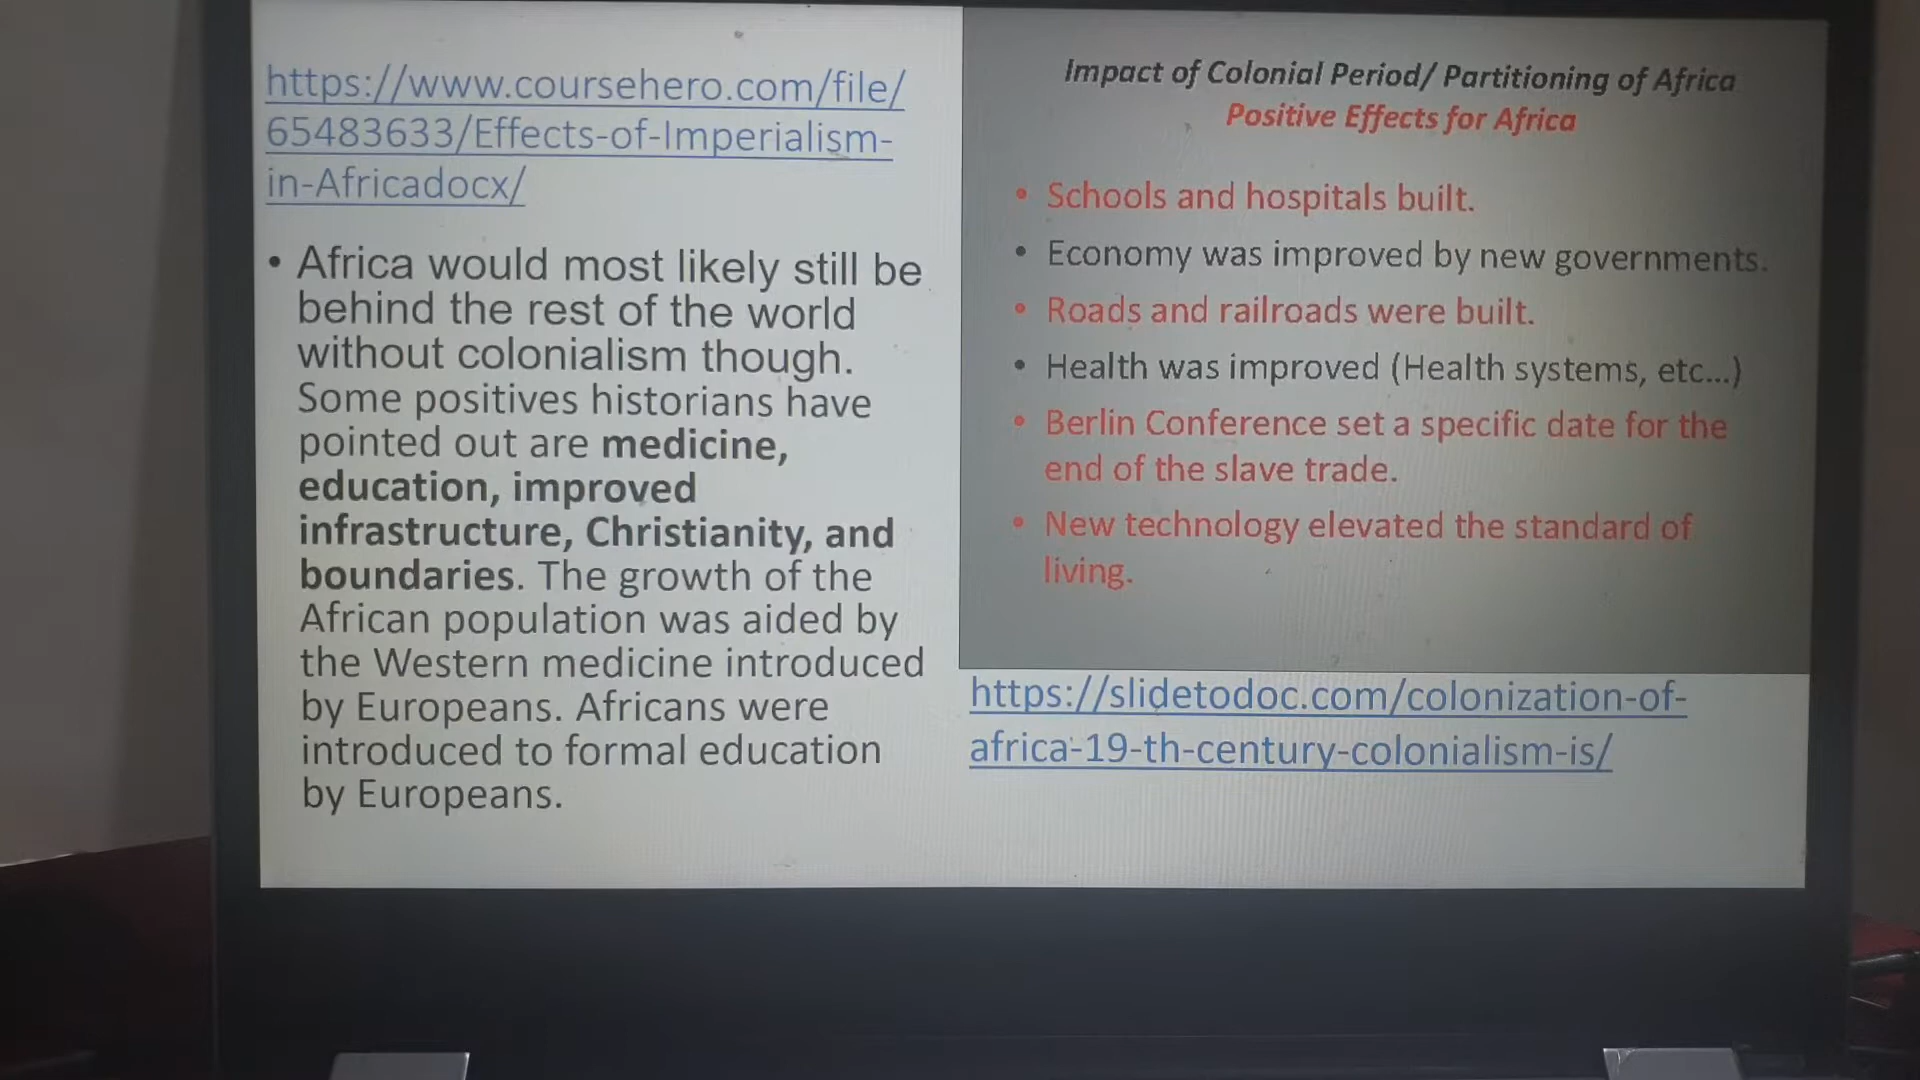 https://www.coursehero.com/file/
65483633/Effects-of-Imperialism-
in-Africadocx/
• Africa would most likely still be
behind the rest of the world
without colonialism though.
Some positives historians have
pointed out are medicine,
education, improved
infrastructure, Christianity, and
boundaries. The growth of the
African population was aided by
the Western medicine introduced
by Europeans. Africans were
introduced to formal education
by Europeans.
Impact of Colonial Period/ Partitioning of Africa
Positive Effects for Africa
• Schools and hospitals built.
• Economy was improved by new governments.
• Roads and railroads were built.
• Health was improved (Health systems, etc...)
• Berlin Conference set a specific date for the
end of the slave trade.
• New technology elevated the standard of
living.
https://slidetodoc.com/colonization-of-
africa-19-th-century-colonialism-is/